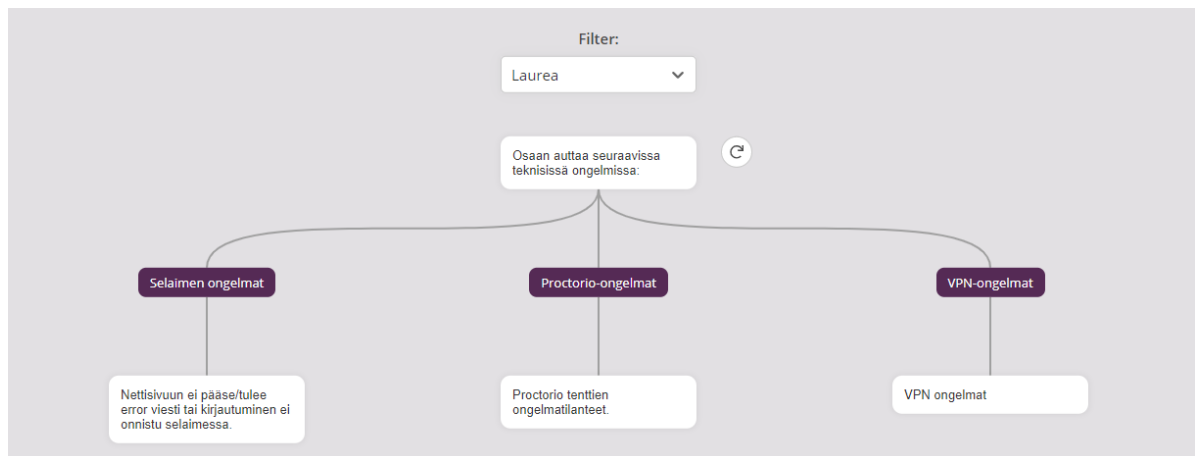 Filter:
Laurea
Osaan auttaa seuraavissa
teknisissä ongelmissa:
Selaimen ongelmat
Proctorio-ongelmat
VPN-ongelmat
Nettisivuun ei pääse/tulee
error viesti tai kirjautuminen ei
onnistu selaimessa.
Proctorio tenttien
ongelmatilanteet.
VPN ongelmat